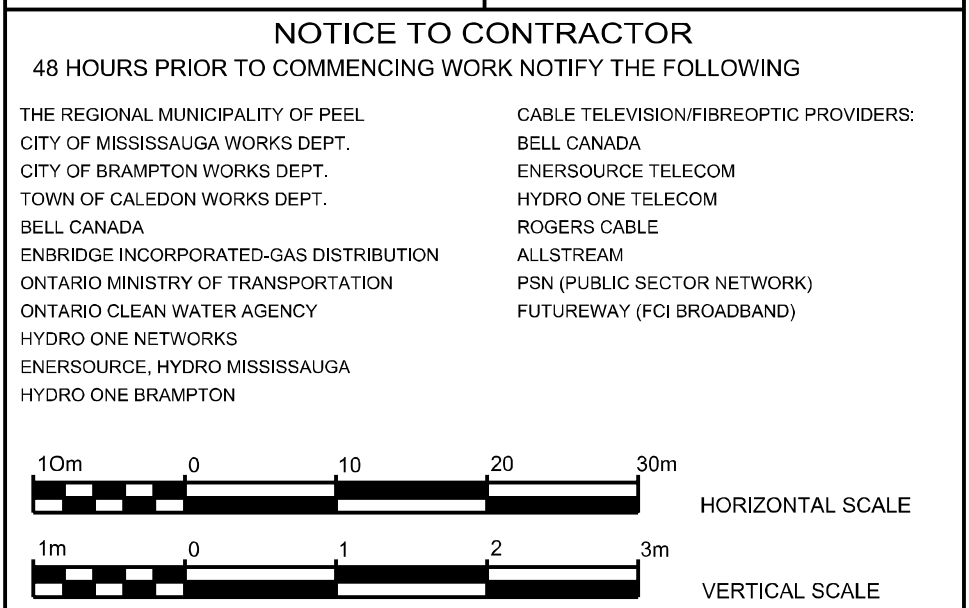 NOTICE TO CONTRACTOR
48 HOURS PRIOR TO COMMENCING WORK NOTIFY THE FOLLOWING
THE REGIONAL MUNICIPALITY OF PEEL
CITY OF MISSISSAUGA WORKS DEPT.
CITY OF BRAMPTON WORKS DEPT.
TOWN OF CALEDON WORKS DEPT.
BELL CANADA
ENBRIDGE INCORPORATED-GAS DISTRIBUTION
ONTARIO MINISTRY OF TRANSPORTATION
ONTARIO CLEAN WATER AGENCY
HYDRO ONE NETWORKS
ENERSOURCE, HYDRO MISSISSAUGA
HYDRO ONE BRAMPTON
CABLE TELEVISION/FIBREOPTIC PROVIDERS:
BELL CANADA
ENERSOURCE TELECOM
HYDRO ONE TELECOM
ROGERS CABLE
ALLSTREAM
PSN (PUBLIC SECTOR NETWORK)
FUTUREWAY (FCI BROADBAND)
1Om 0 10 20 30m
HORIZONTAL SCALE
1m 0 1 2 3m
VERTICAL SCALE